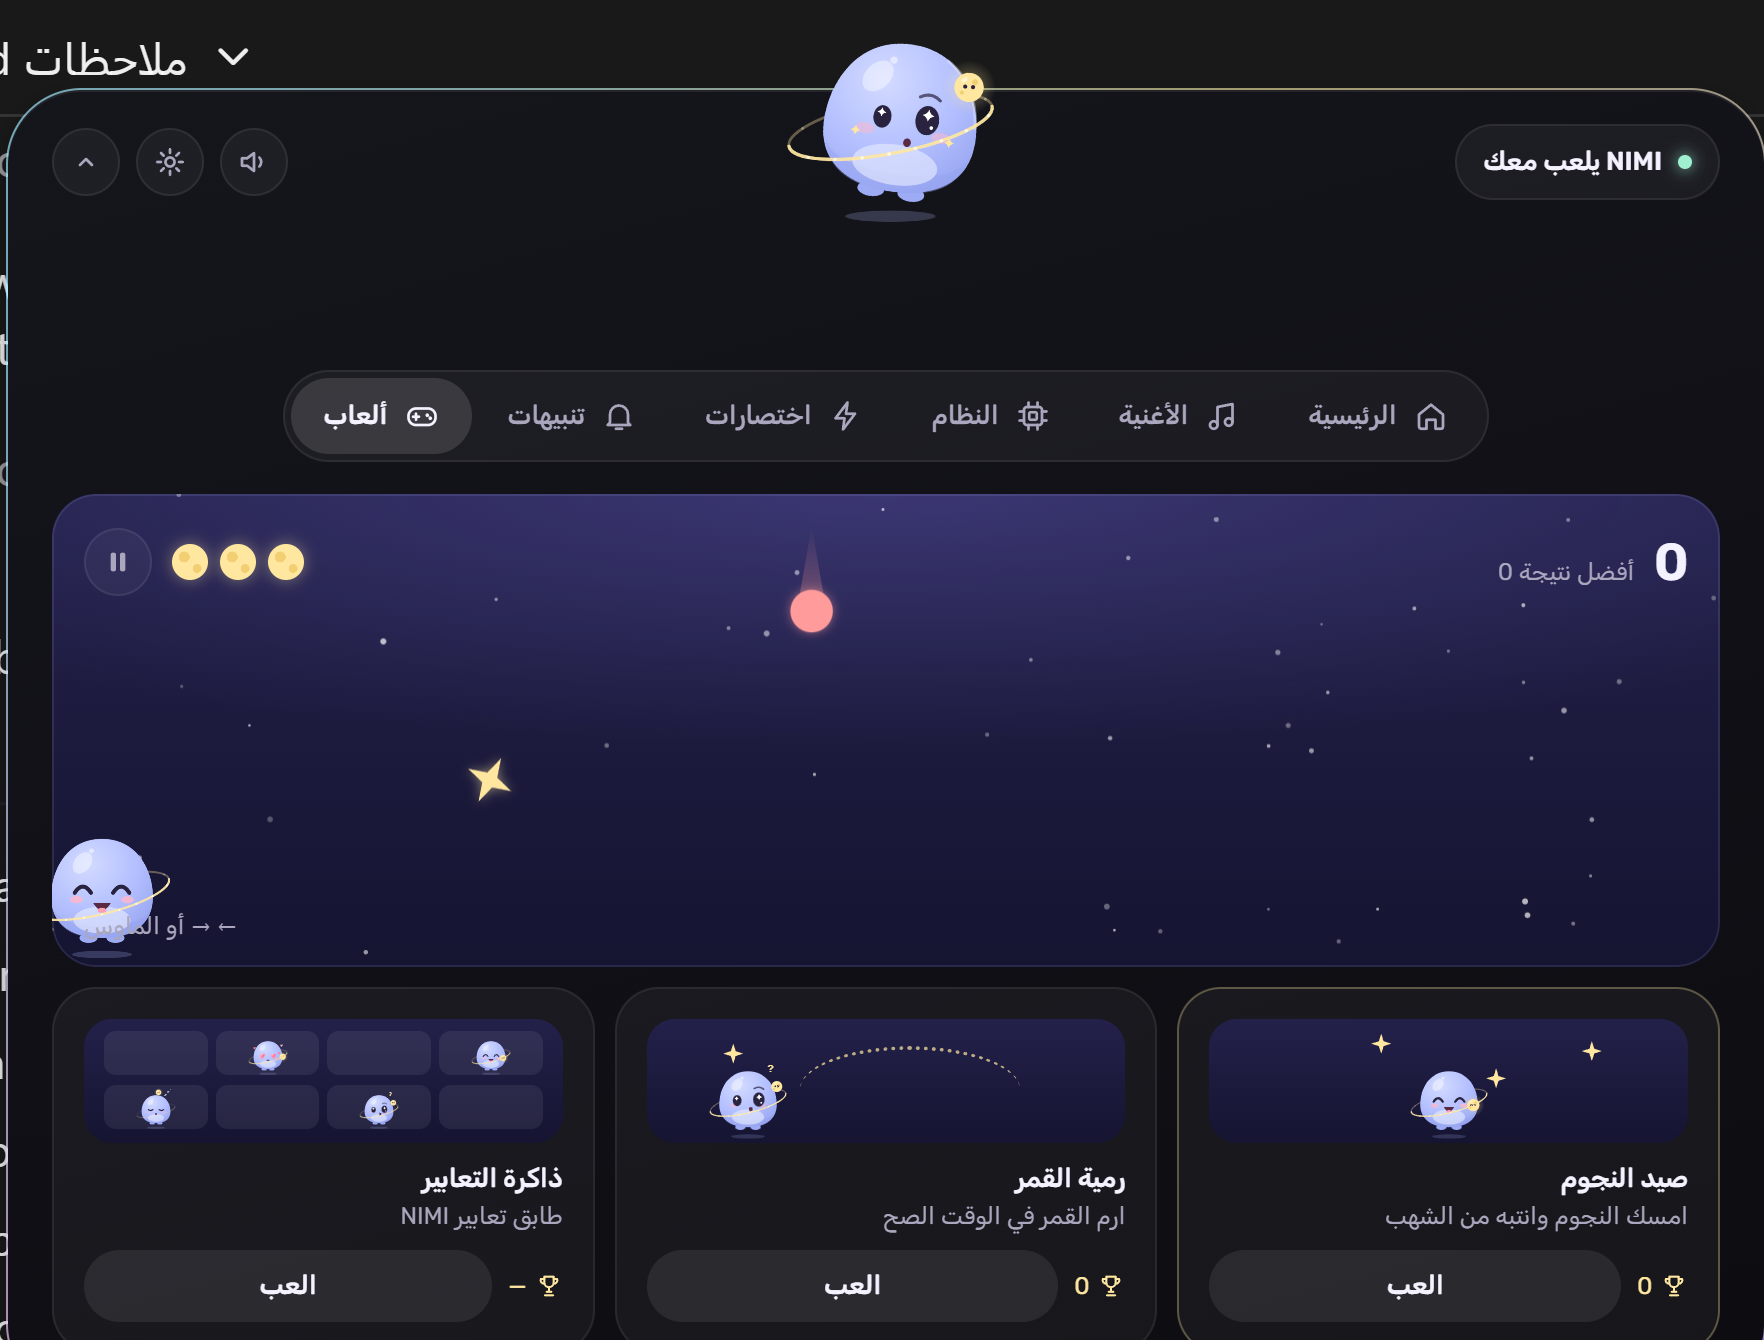 ملاحظات
NIMI يلعب معك
الرئيسية
الأغنية
النظام
اختصارات
تنبيهات
ألعاب
0 أفضل نتيجة 0
← → أو الماوس
صيد النجوم
امسك النجوم وانتبه من الشهب
0
العب
رمية القمر
ارم القمر في الوقت الصح
?
0
العب
ذاكرة التعابير
طابق تعابير NIMI
–
العب